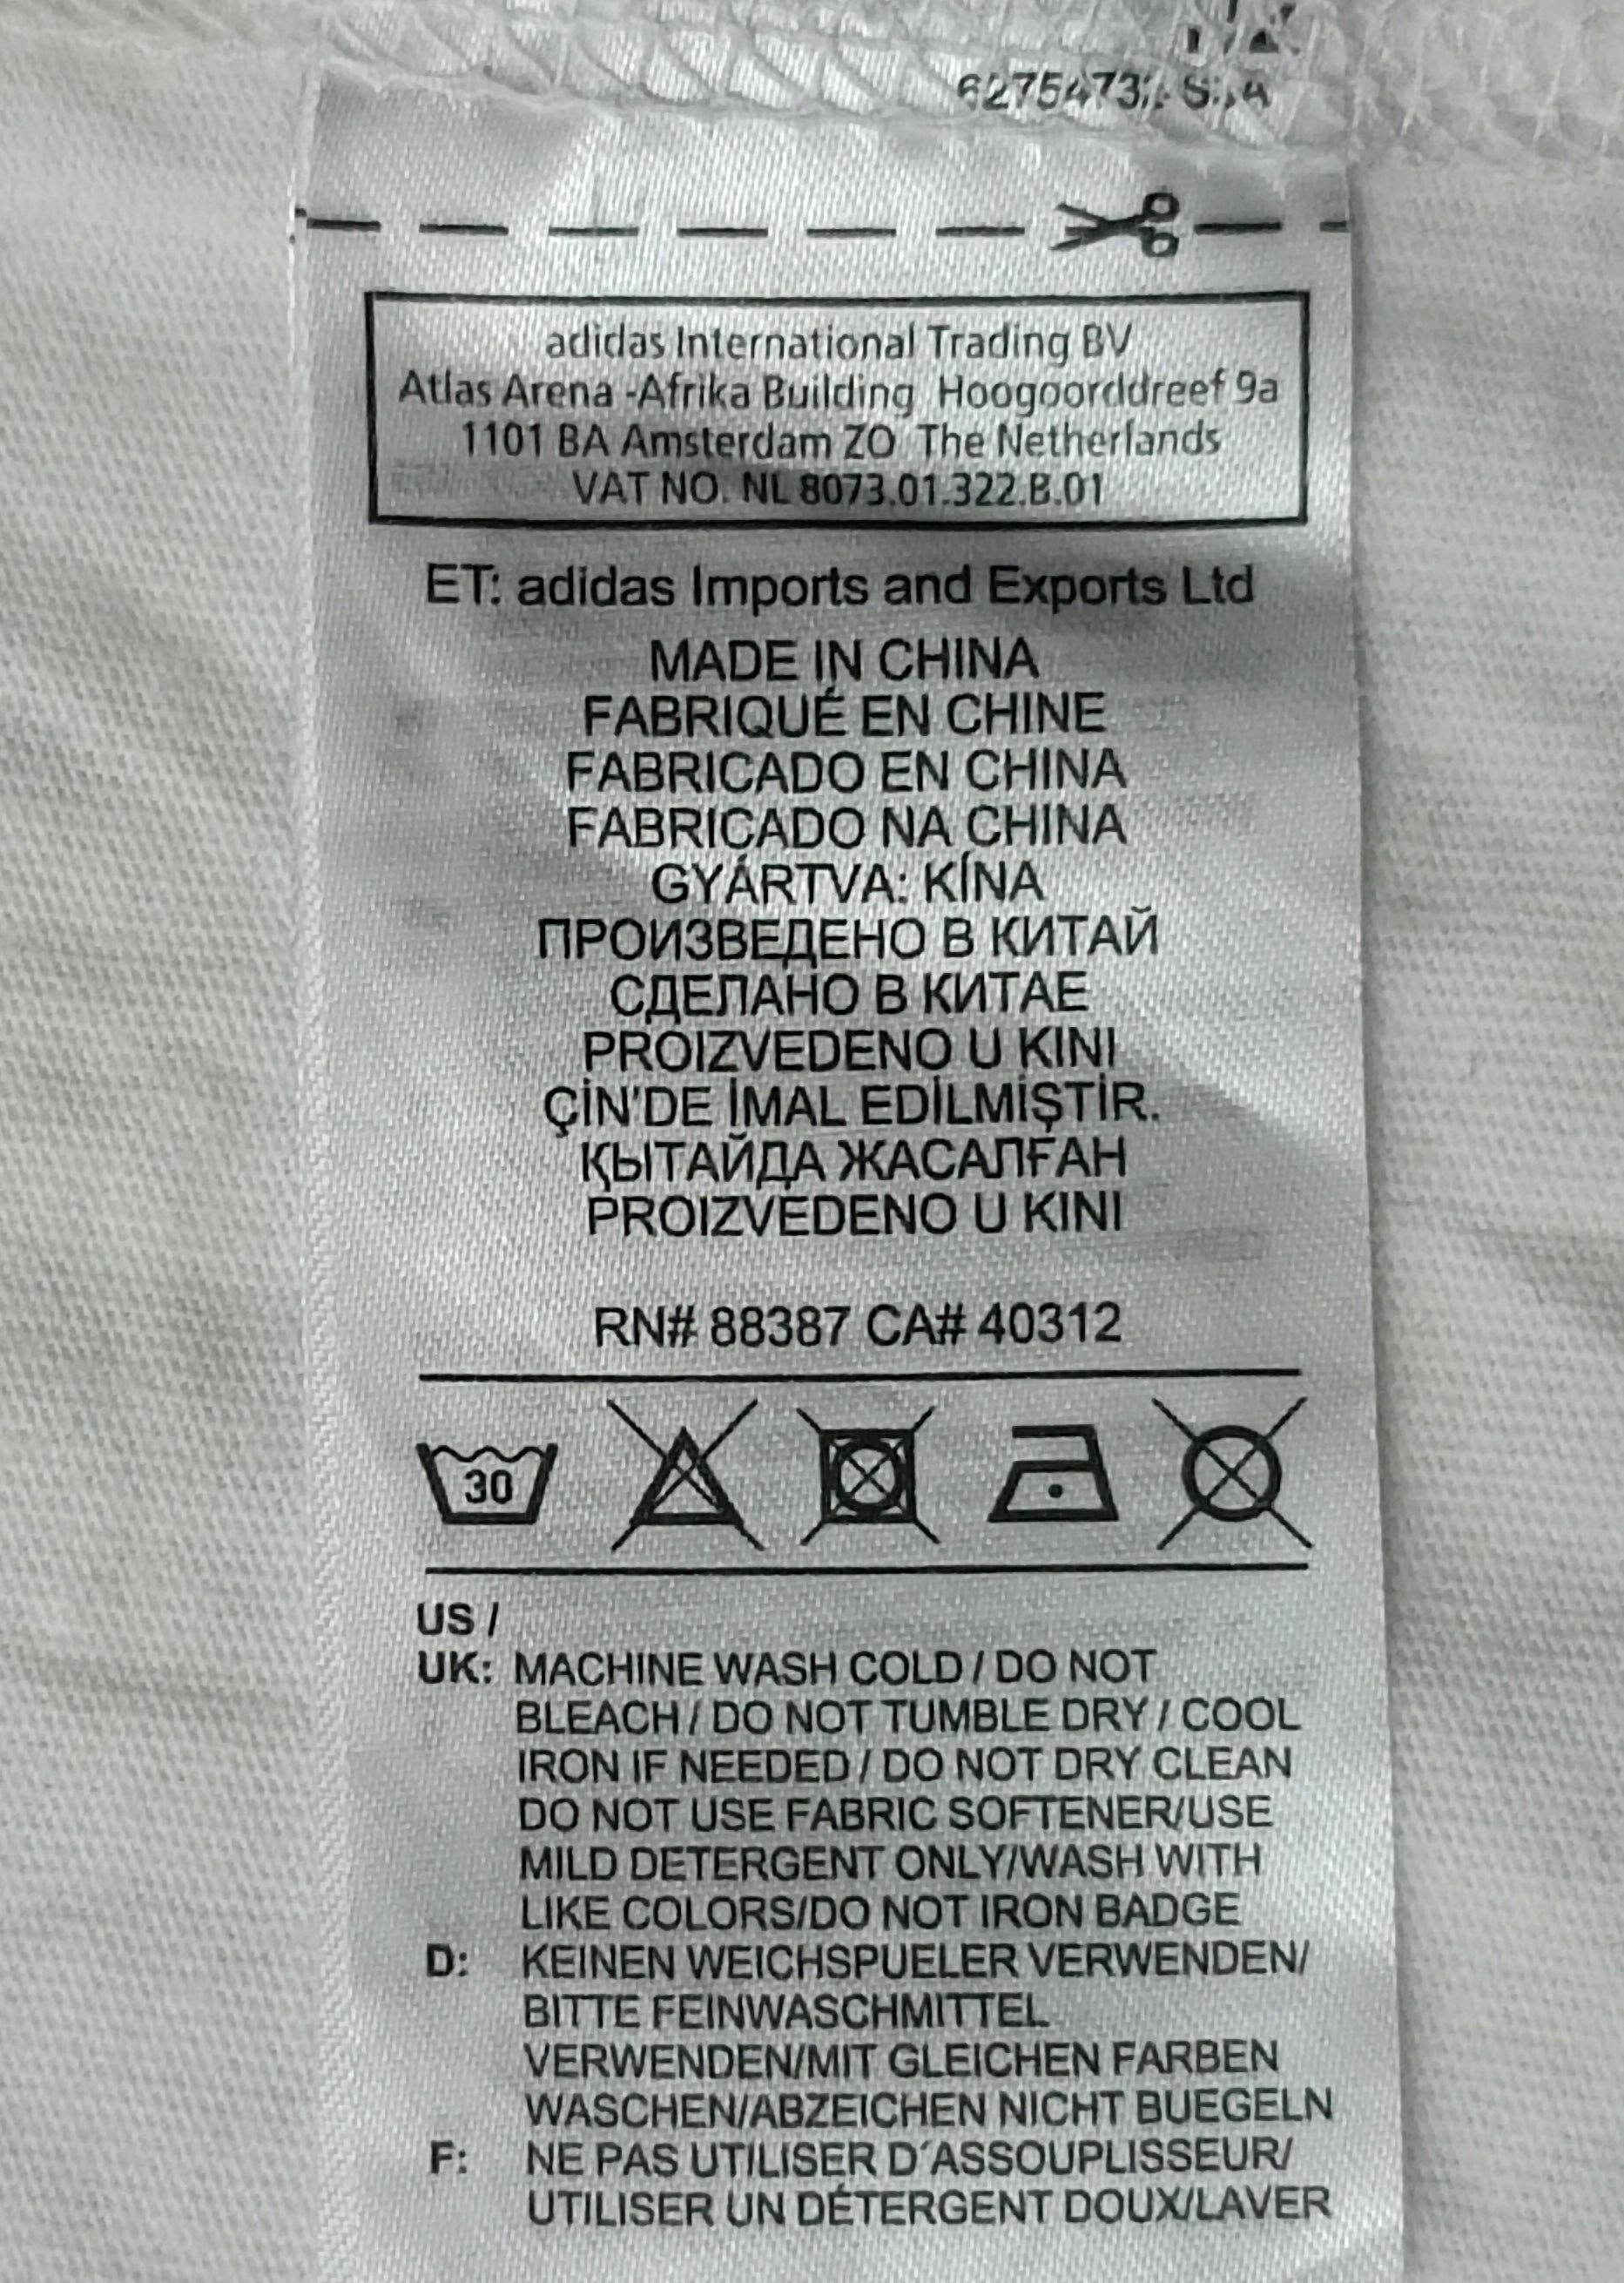 adidas International Trading BV
Atlas Arena -Afrika Building Hoogoorddreef 9a
1101 BA Amsterdam ZO The Netherlands
VAT NO. NL 8073.01.322.B.01
ET: adidas Imports and Exports Ltd
MADE IN CHINA
FABRIQUÉ EN CHINE
FABRICADO EN CHINA
FABRICADO NA CHINA
GYÁRTVA: KÍNA
ПРОИЗВЕДЕНО В КИТАЙ
СДЕЛАНО В КИТАЕ
PROIZVEDENO U KINI
ÇİN'DE İMAL EDİLMİŞTİR.
ҚЫТАЙДА ЖАСАЛҒАН
PROIZVEDENO U KINI
RN# 88387 CA# 40312
30
US /
UK: MACHINE WASH COLD / DO NOT
BLEACH / DO NOT TUMBLE DRY / COOL
IRON IF NEEDED / DO NOT DRY CLEAN
DO NOT USE FABRIC SOFTENER/USE
MILD DETERGENT ONLY/WASH WITH
LIKE COLORS/DO NOT IRON BADGE
D: KEINEN WEICHSPUELER VERWENDEN/
BITTE FEINWASCHMITTEL
VERWENDEN/MIT GLEICHEN FARBEN
WASCHEN/ABZEICHEN NICHT BUEGELN
F: NE PAS UTILISER D´ASSOUPLISSEUR/
UTILISER UN DÉTERGENT DOUX/LAVER